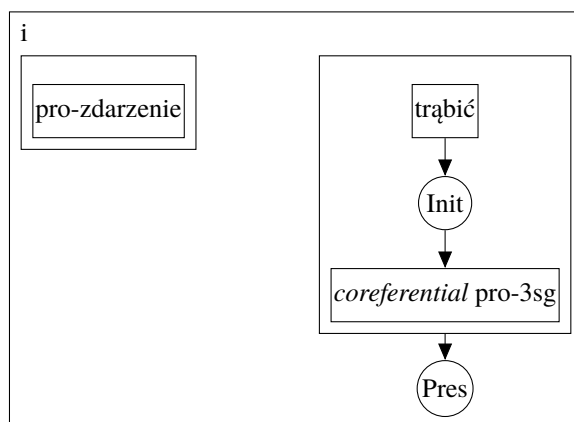 i
pro-zdarzenie
trąbić
Init
coreferential pro-3sg
Pres